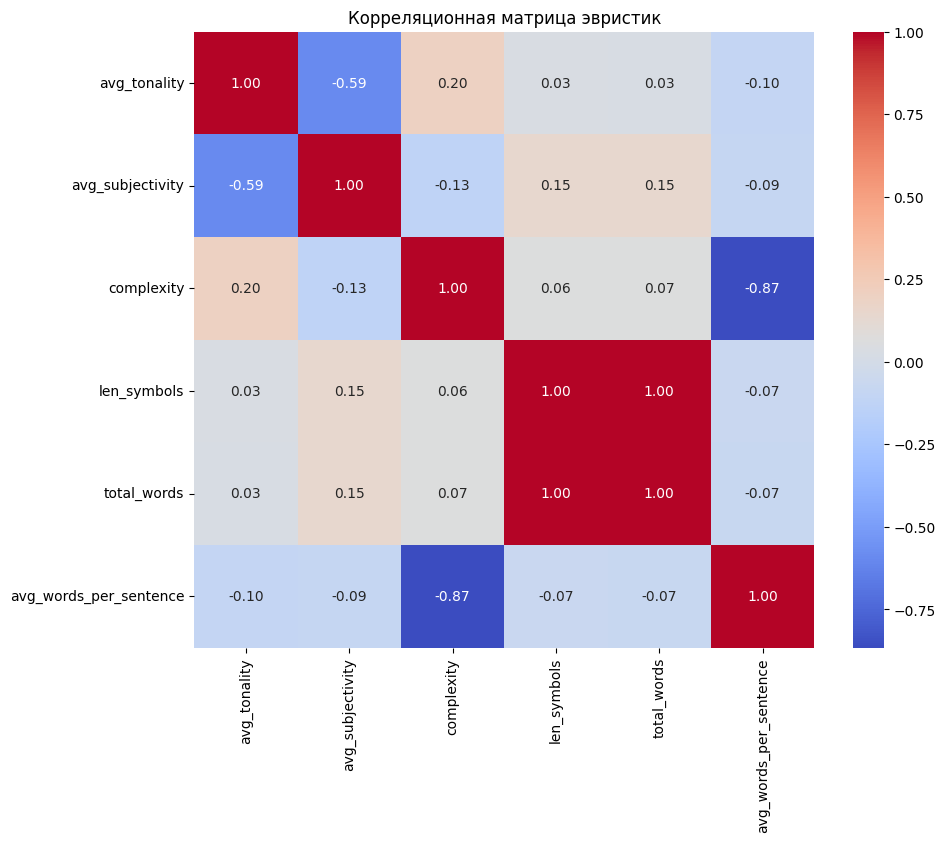 Корреляционная матрица эвристик
avg_tonality 1.00 -0.59 0.20 0.03 0.03 -0.10
avg_subjectivity -0.59 1.00 -0.13 0.15 0.15 -0.09
complexity 0.20 -0.13 1.00 0.06 0.07 -0.87
len_symbols 0.03 0.15 0.06 1.00 1.00 -0.07
total_words 0.03 0.15 0.07 1.00 1.00 -0.07
avg_words_per_sentence -0.10 -0.09 -0.87 -0.07 -0.07 1.00
avg_tonality
avg_subjectivity
complexity
len_symbols
total_words
avg_words_per_sentence
1.00
0.75
0.50
0.25
0.00
−0.25
−0.50
−0.75